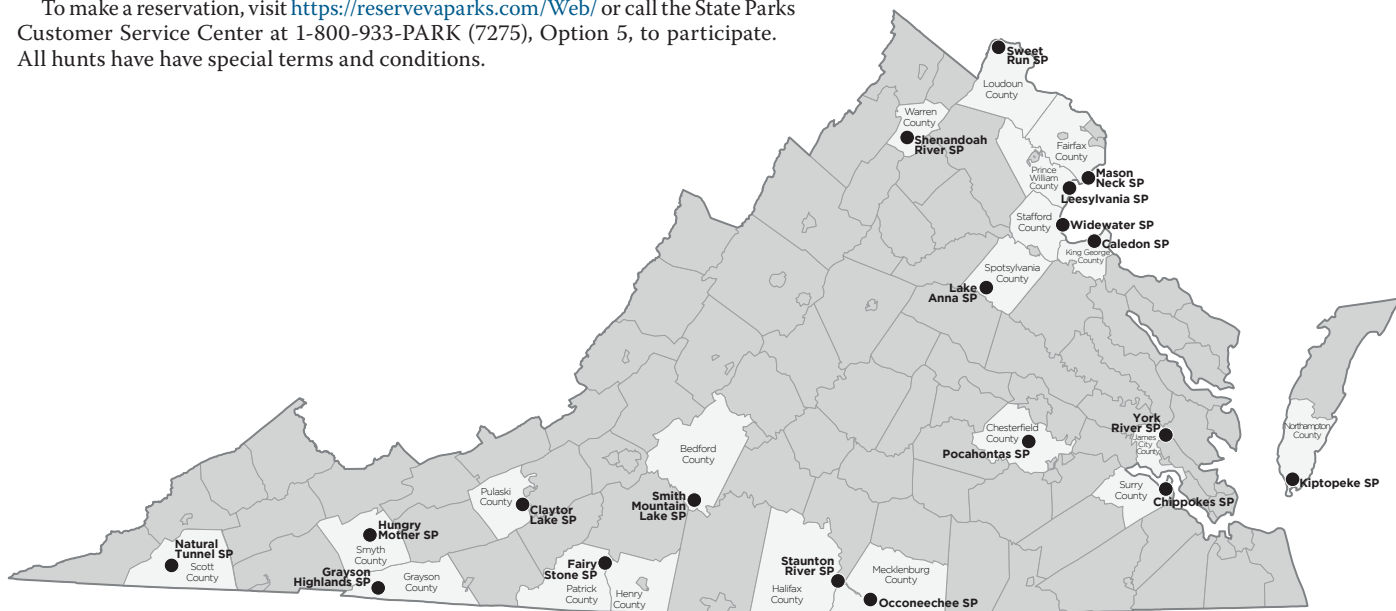 To make a reservation, visit https://reservevaparks.com/Web/ or call the State Parks
Customer Service Center at 1-800-933-PARK (7275), Option 5, to participate.
All hunts have have special terms and conditions.
Sweet
Run SP
Loudoun
County
Warren
County
Shenandoah
River SP
Fairfax
County
Prince
William
County
Mason
Neck SP
Leesylvania SP
Stafford
County
Widewater SP
Caledon SP
King George
County
Spotsylvania
County
Lake
Anna SP
York
River SP
James
City
County
Chesterfield
County
Pocahontas SP
Northampton
County
Kiptopeke SP
Surry
County
Chippokes SP
Bedford
County
Smith
Mountain
Lake SP
Pulaski
County
Claytor
Lake SP
Hungry
Mother SP
Smyth
County
Natural
Tunnel SP
Scott
County
Grayson
Highlands SP
Grayson
County
Fairy
Stone SP
Patrick
County
Henry
County
Staunton
River SP
Halifax
County
Mecklenburg
County
Occoneechee SP